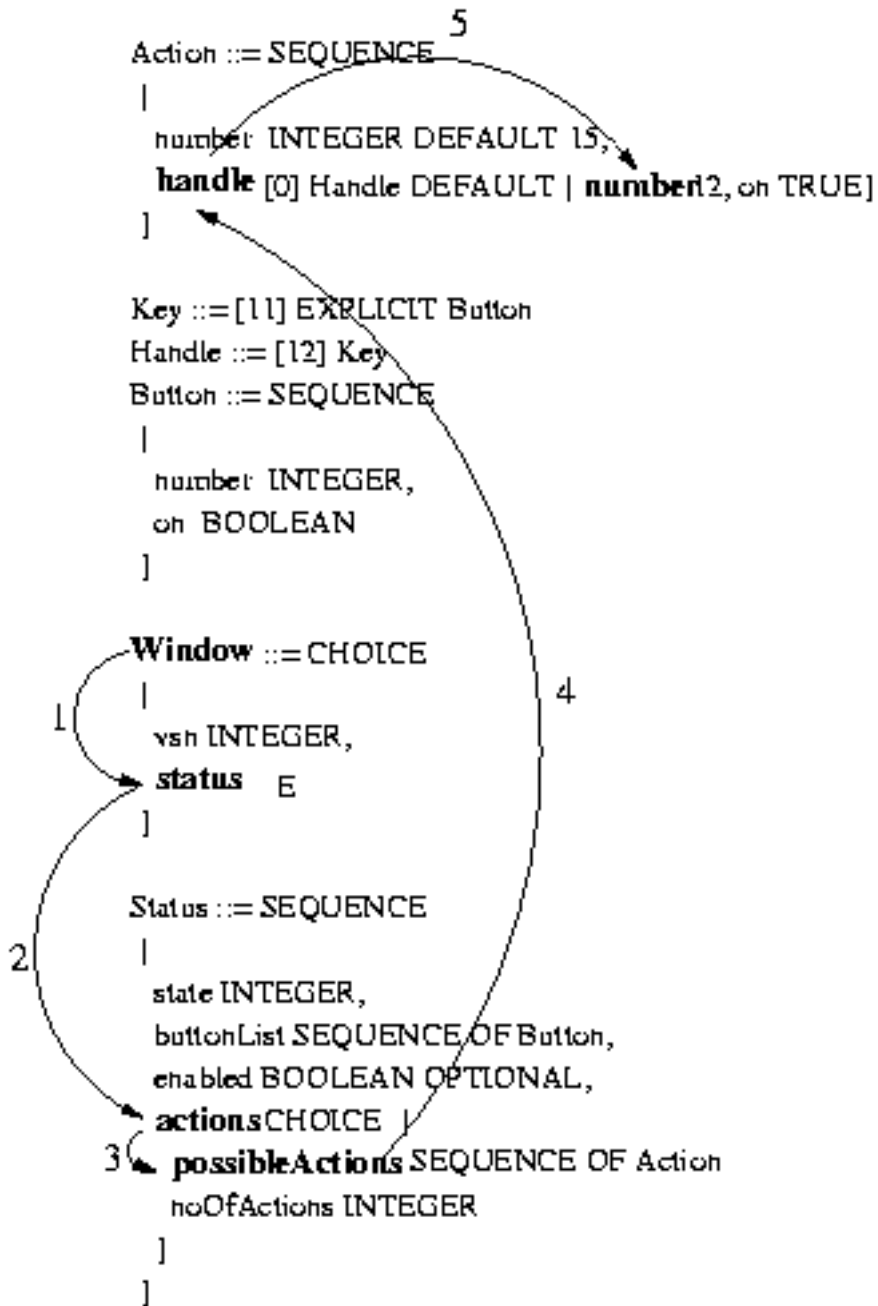 5
Action ::= SEQUENCE
|
number INTEGER DEFAULT 15,
handle [0] Handle DEFAULT | number12, on TRUE]
]
Key ::= [11] EXPLICIT Button
Handle ::= [12] Key
Button ::= SEQUENCE
|
number INTEGER,
on BOOLEAN
]
Window ::= CHOICE
|
4
1
vsn INTEGER,
status E
]
Status ::= SEQUENCE
|
2
state INTEGER,
buttonList SEQUENCE OF Button,
enabled BOOLEAN OPTIONAL,
actions CHOICE |
3 possibleActions SEQUENCE OF Action
noOfActions INTEGER
]
]